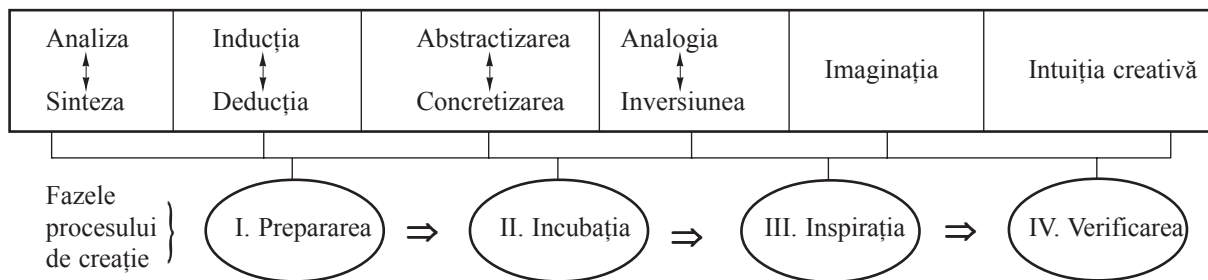 Analiza
Sinteza
Inducția
Deducția
Abstractizarea
Concretizarea
Analogia
Inversiunea
Imaginația
Intuiția creativă
Fazele
procesului
de creație
I. Prepararea
II. Incubația
III. Inspirația
IV. Verificarea